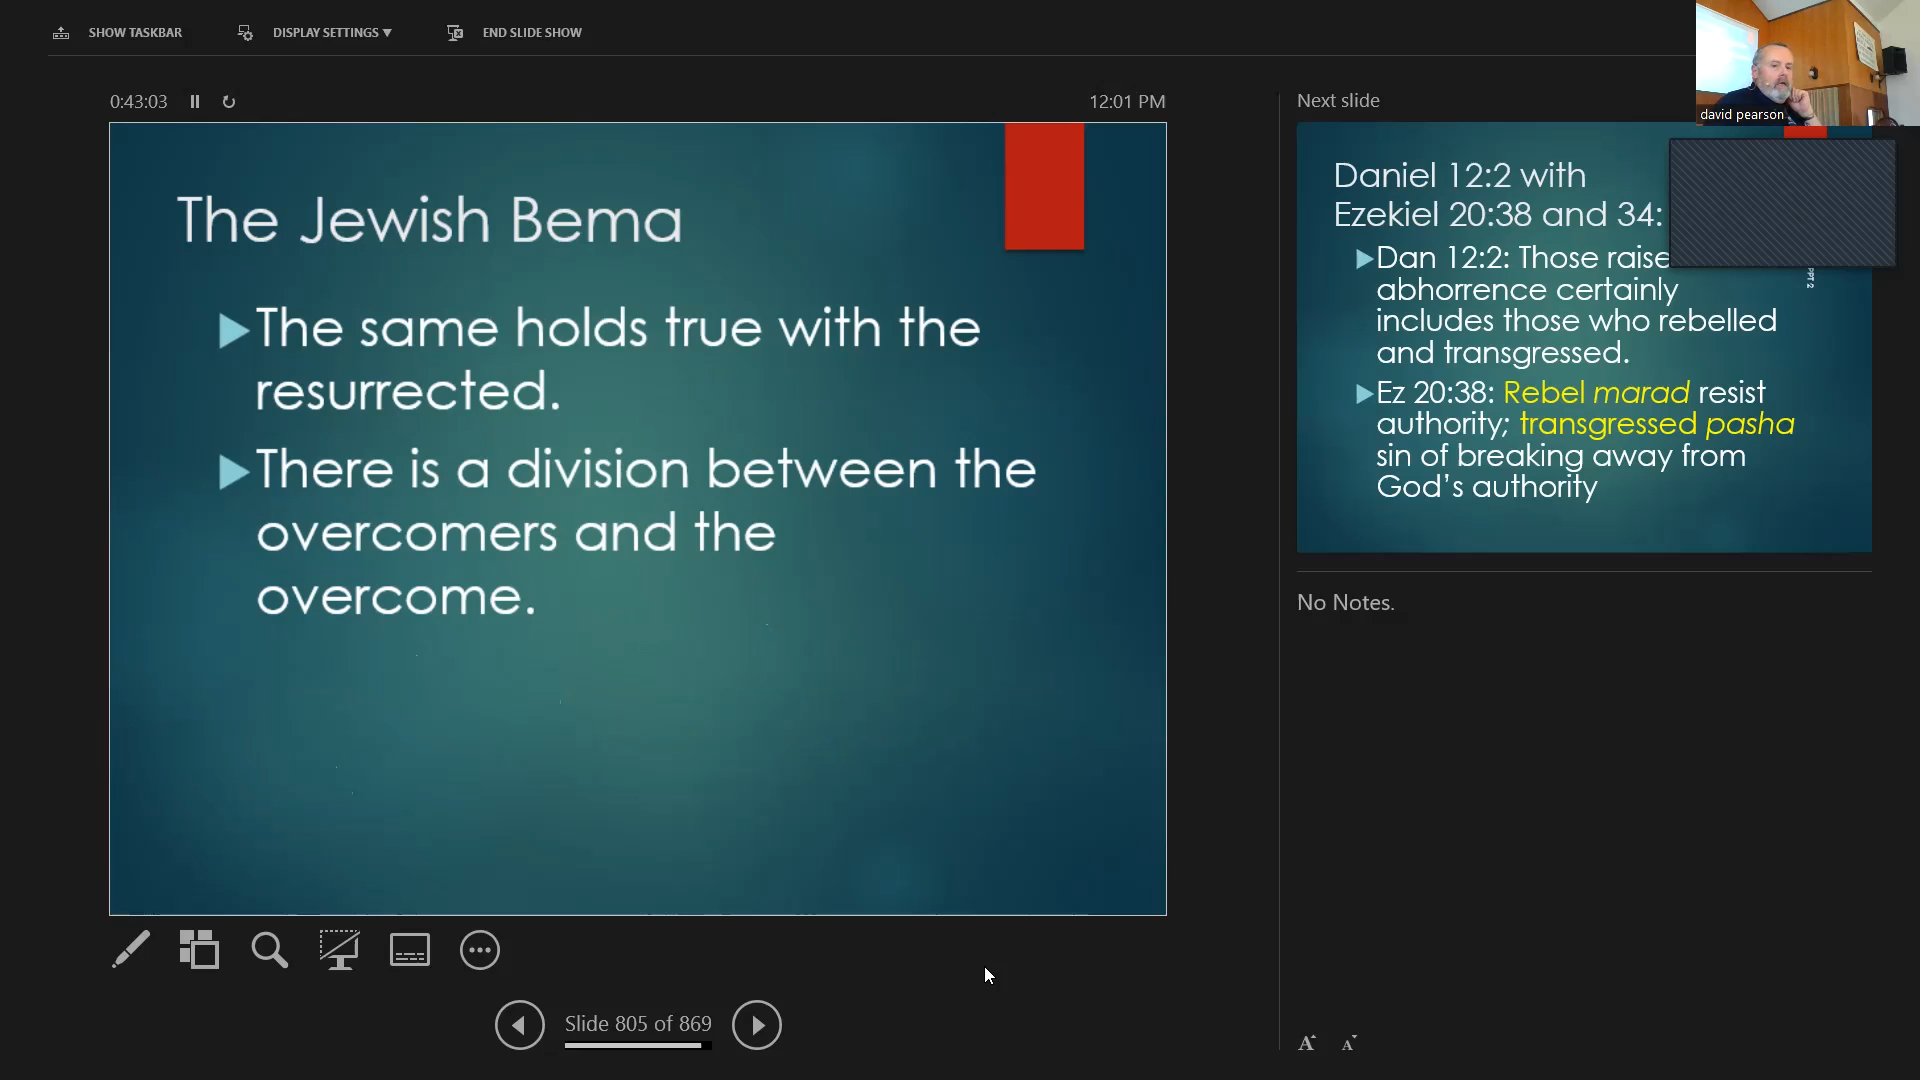 SHOW TASKBAR
DISPLAY SETTINGS ▼
END SLIDE SHOW
0:43:03
12:01 PM
The Jewish Bema
The same holds true with the
resurrected.
There is a division between the
overcomers and the
overcome.
Slide 805 of 869
Next slide
david pearson
Daniel 12:2 with
Ezekiel 20:38 and 34:
Dan 12:2: Those raise
abhorrence certainly
includes those who rebelled
and transgressed.
Ez 20:38: Rebel marad resist
authority; transgressed pasha
sin of breaking away from
God's authority
PPT 2
No Notes.
A
A